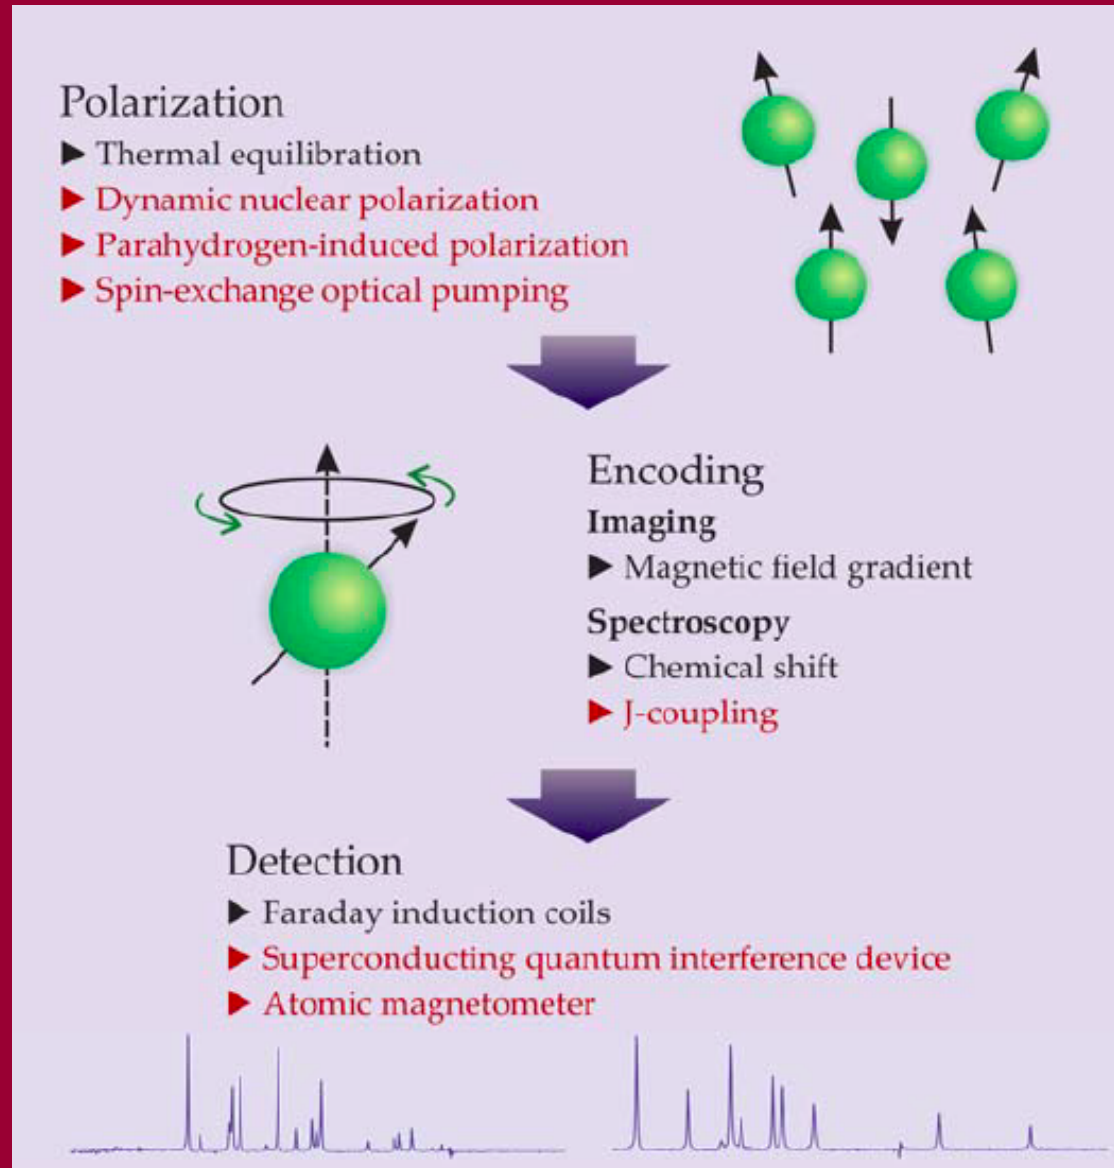 Polarization
▶ Thermal equilibration
▶ Dynamic nuclear polarization
▶ Parahydrogen-induced polarization
▶ Spin-exchange optical pumping
Encoding
Imaging
▶ Magnetic field gradient
Spectroscopy
▶ Chemical shift
▶ J-coupling
Detection
▶ Faraday induction coils
▶ Superconducting quantum interference device
▶ Atomic magnetometer